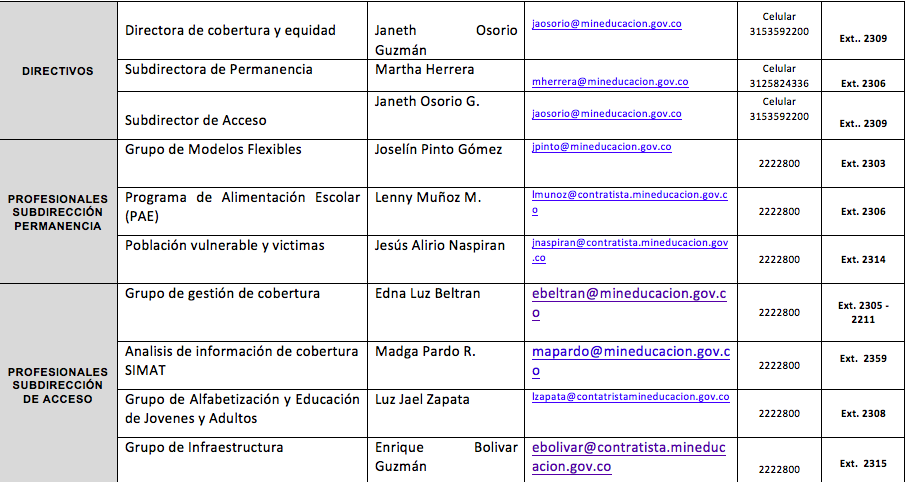 DIRECTIVOS
Directora de cobertura y equidad
Janeth Osorio
Guzmán
jaosorio@mineducacion.gov.co
Celular
3153592200
Ext.. 2309
Subdirectora de Permanencia
Martha Herrera
mherrera@mineducacion.gov.co
Celular
3125824336
Ext. 2306
Subdirector de Acceso
Janeth Osorio G.
jaosorio@mineducacion.gov.co
Celular
3153592200
Ext.. 2309
PROFESIONALES
SUBDIRECCIÓN
PERMANENCIA
Grupo de Modelos Flexibles
Joselín Pinto Gómez
jpinto@mineducacion.gov.co
2222800
Ext. 2303
Programa de Alimentación Escolar
(PAE)
Lenny Muñoz M.
lmunoz@contratista.mineducacion.gov.c
o
2222800
Ext. 2306
Población vulnerable y victimas
Jesús Alirio Naspiran
jnaspiran@contratista.mineducacion.gov
.co
2222800
Ext. 2314
PROFESIONALES
SUBDIRECCIÓN
DE ACCESO
Grupo de gestión de cobertura
Edna Luz Beltran
ebeltran@mineducacion.gov.c
o
2222800
Ext. 2305 -
2211
Analisis de información de cobertura
SIMAT
Madga Pardo R.
mapardo@mineducacion.gov.c
o
2222800
Ext. 2359
Grupo de Alfabetización y Educación
de Jovenes y Adultos
Luz Jael Zapata
lzapata@contatristamineducacion.gov.co
2222800
Ext. 2308
Grupo de Infraestructura
Enrique Bolivar
Guzmán
ebolivar@contratista.mineduc
acion.gov.co
2222800
Ext. 2315